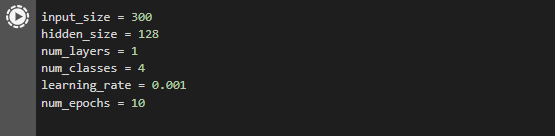 input_size = 300
hidden_size = 128
num_layers = 1
num_classes = 4
learning_rate = 0.001
num_epochs = 10